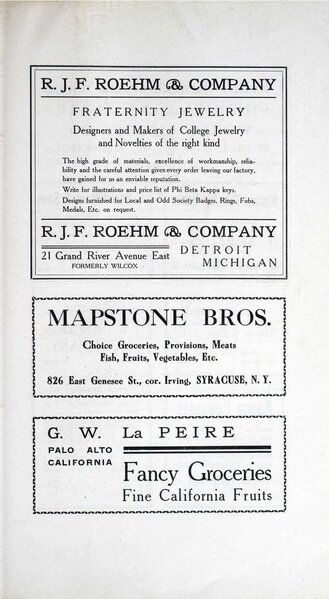 R. J. F. ROEHM & COMPANY
FRATERNITY JEWELRY
Designers and Makers of College Jewelry
and Novelties of the right kind
The high grade of materials, excellence of workmanship, relia-
bility and the careful attention given every order leaving our factory,
have gained for us an enviable reputation.
Write for illustrations and price list of Phi Beta Kappa keys.
Designs furnished for Local and Odd Society Badges, Rings, Fobs,
Medals, Etc. on request.
R. J. F. ROEHM & COMPANY
21 Grand River Avenue East
FORMERLY WILCOX
DETROIT
MICHIGAN
MAPSTONE BROS.
Choice Groceries, Provisions, Meats
Fish, Fruits, Vegetables, Etc.
826 East Genesee St., cor. Irving, SYRACUSE, N. Y.
G. W. La PEIRE
PALO ALTO
CALIFORNIA
Fancy Groceries
Fine California Fruits